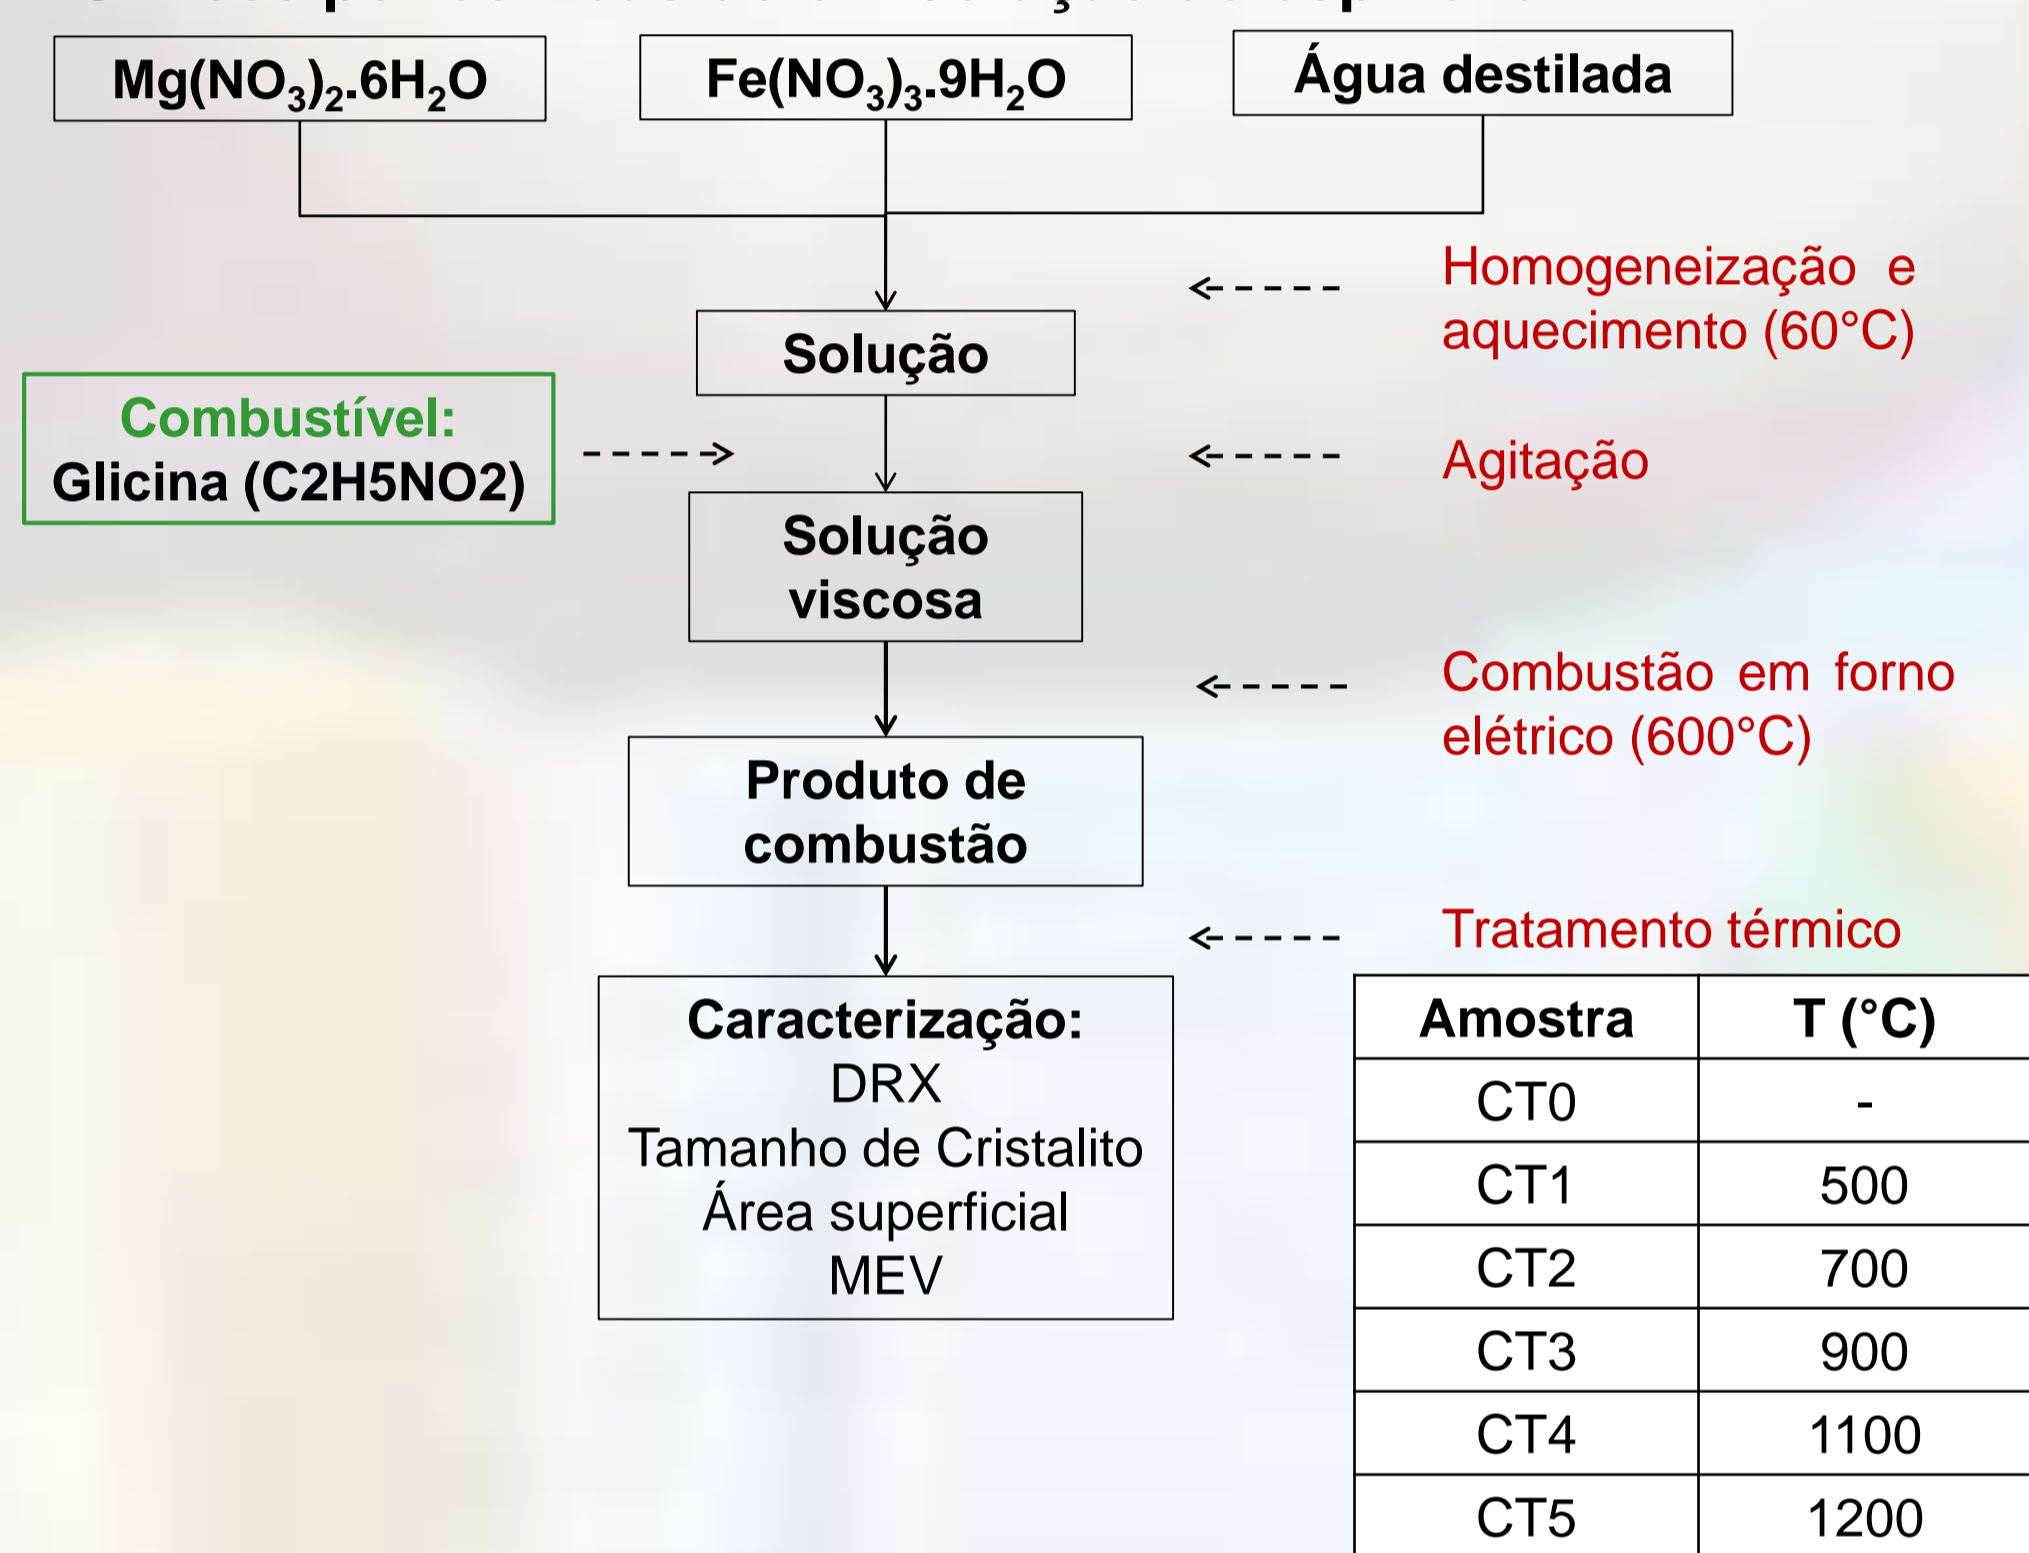 Mg(NO₃)₂.6H₂O
Fe(NO₃)₃.9H₂O
Água destilada
Homogeneização e
aquecimento (60°C)
Solução
Combustível:
Glicina (C2H5NO2)
Agitação
Solução
viscosa
Combustão em forno
elétrico (600°C)
Produto de
combustão
Tratamento térmico
Caracterização:
DRX
Tamanho de Cristalito
Área superficial
MEV
Amostra T (°C)
CT0 -
CT1 500
CT2 700
CT3 900
CT4 1100
CT5 1200